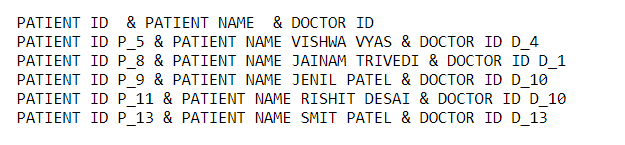 PATIENT ID  & PATIENT NAME  & DOCTOR ID
PATIENT ID P_5 & PATIENT NAME VISHWA VYAS & DOCTOR ID D_4
PATIENT ID P_8 & PATIENT NAME JAINAM TRIVEDI & DOCTOR ID D_1
PATIENT ID P_9 & PATIENT NAME JENIL PATEL & DOCTOR ID D_10
PATIENT ID P_11 & PATIENT NAME RISHIT DESAI & DOCTOR ID D_10
PATIENT ID P_13 & PATIENT NAME SMIT PATEL & DOCTOR ID D_13